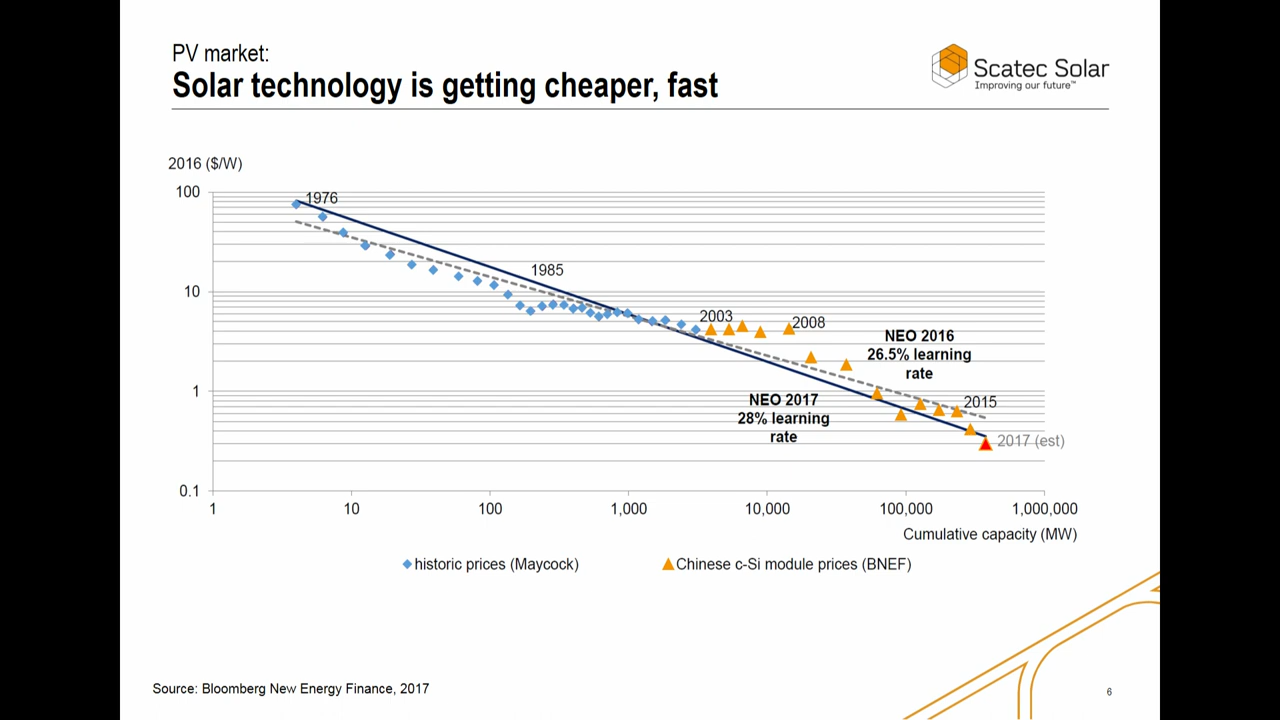 PV market:
Solar technology is getting cheaper, fast
Scatec Solar
Improving our future™
2016 ($/W)
100
10
1
0.1
1976
1985
2003
2008
NEO 2016
26.5% learning
rate
NEO 2017
28% learning
rate
2015
2017 (est)
1
10
100
1,000
10,000
100,000
1,000,000
Cumulative capacity (MW)
historic prices (Maycock)
Chinese c-Si module prices (BNEF)
Source: Bloomberg New Energy Finance, 2017
6